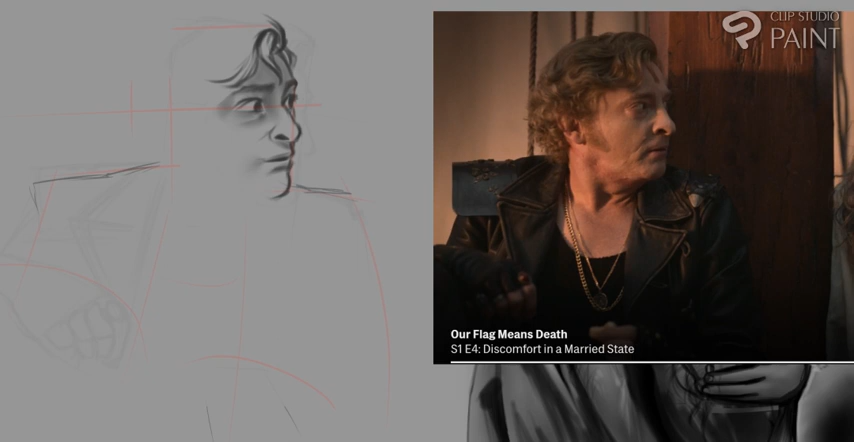 CLIP STUDIO
PAINT
Our Flag Means Death
S1 E4: Discomfort in a Married State